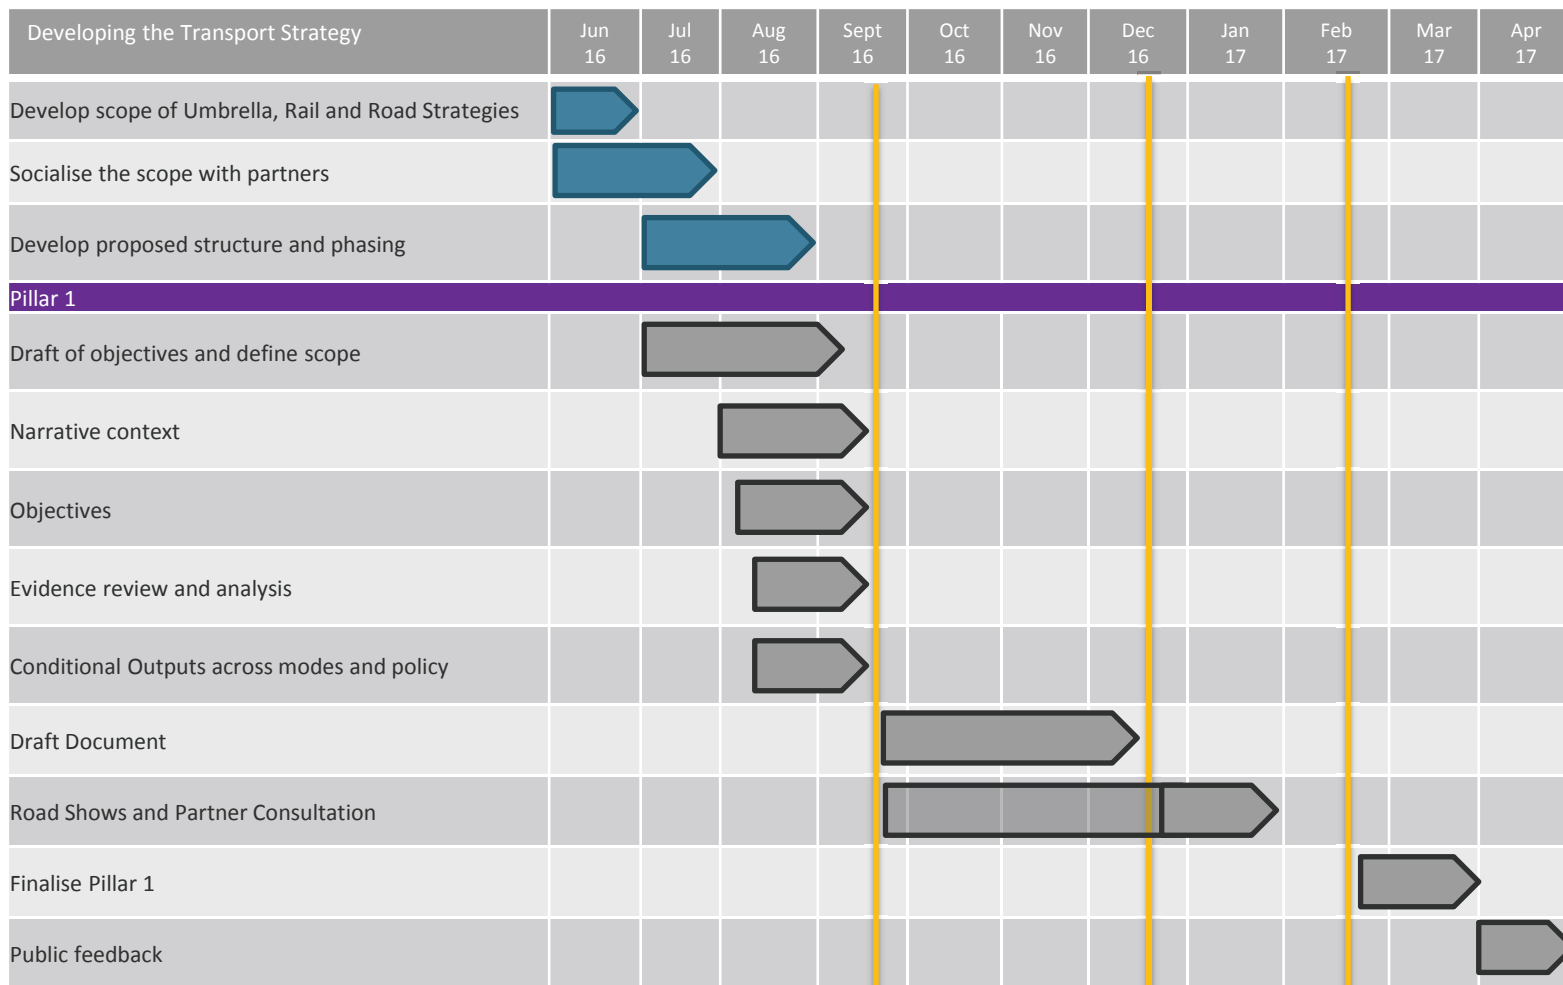 Developing the Transport Strategy
Jun
16
Jul
16
Aug
16
Sept
16
Oct
16
Nov
16
Dec
16
Jan
17
Feb
17
Mar
17
Apr
17
Develop scope of Umbrella, Rail and Road Strategies
Socialise the scope with partners
Develop proposed structure and phasing
Pillar 1
Draft of objectives and define scope
Narrative context
Objectives
Evidence review and analysis
Conditional Outputs across modes and policy
Draft Document
Road Shows and Partner Consultation
Finalise Pillar 1
Public feedback